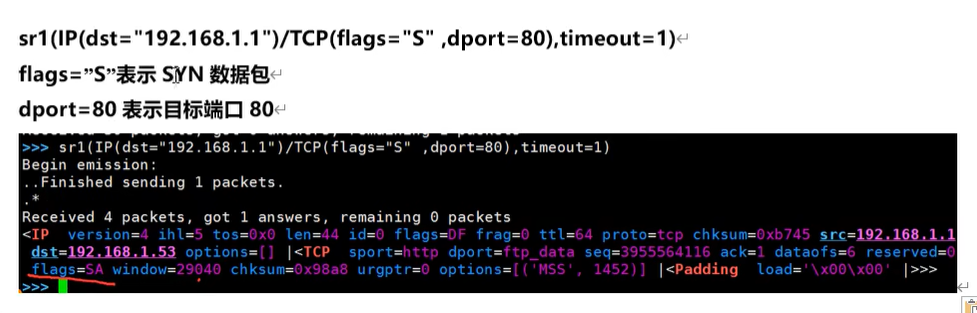 sr1(IP(dst="192.168.1.1")/TCP(flags="S" ,dport=80),timeout=1)
flags=”S”表示 SYN 数据包
dport=80 表示目标端口 80
>>> sr1(IP(dst="192.168.1.1")/TCP(flags="S" ,dport=80),timeout=1)
Begin emission:
..Finished sending 1 packets.
.*
Received 4 packets, got 1 answers, remaining 0 packets
<IP  version=4 ihl=5 tos=0x0 len=44 id=0 flags=DF frag=0 ttl=64 proto=tcp chksum=0xb745 src=192.168.1.1
dst=192.168.1.53 options=[] |<TCP  sport=http dport=ftp_data seq=3955564116 ack=1 dataofs=6 reserved=0
flags=SA window=29040 chksum=0x98a8 urgptr=0 options=[('MSS', 1452)] |<Padding  load='\x00\x00' |>>>
>>>